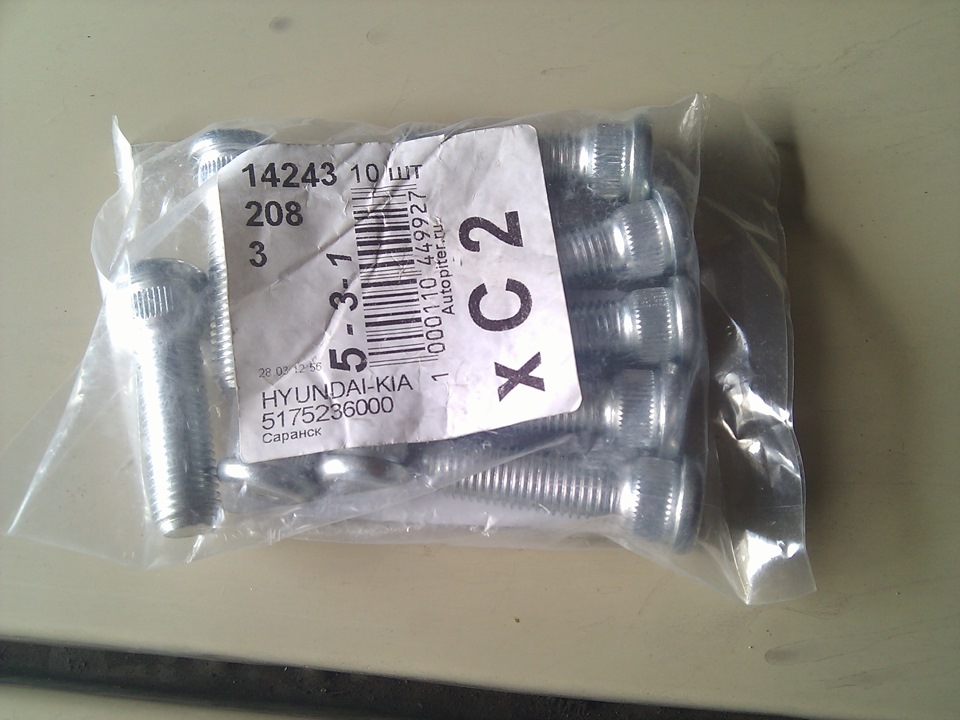 14243 10 шт
208
3
5-3-1
1 000110 449927
Autopiter.ru
х С 2
28 03 12 56
HYUNDAI-KIA
5175236000
Саранск